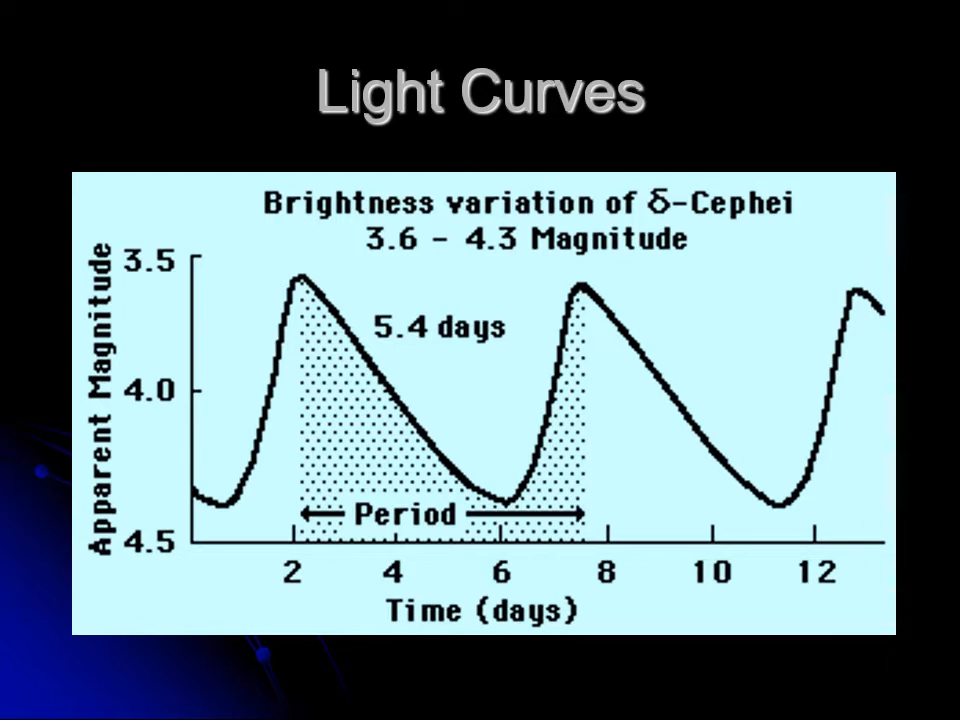 Light Curves
Brightness variation of δ-Cephei
3.6 - 4.3 Magnitude
Apparent Magnitude
3.5
4.0
4.5
5.4 days
Period
2 4 6 8 10 12
Time (days)